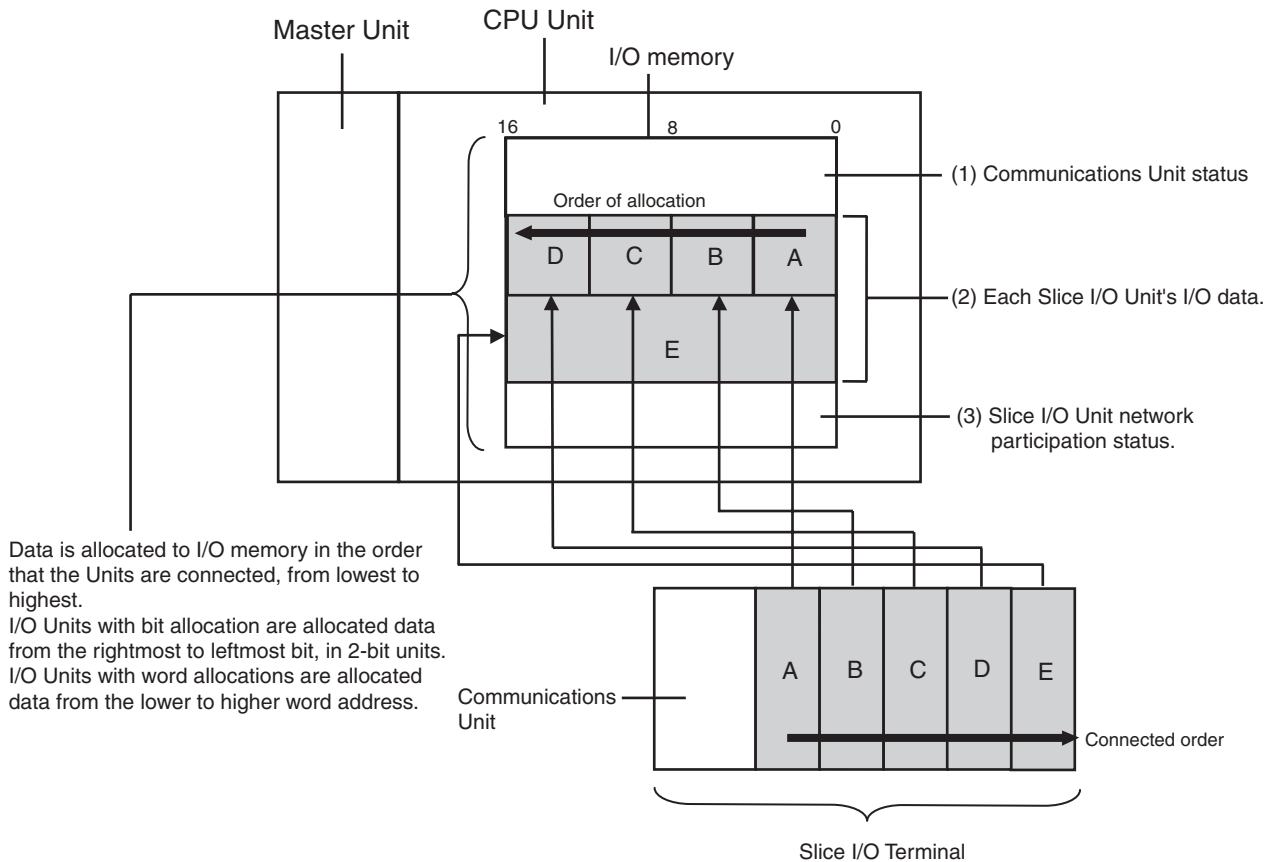 Master Unit
CPU Unit
I/O memory
16
8
0
(1) Communications Unit status
Order of allocation
D
C
B
A
(2) Each Slice I/O Unit's I/O data.
E
(3) Slice I/O Unit network
participation status.
Data is allocated to I/O memory in the order
that the Units are connected, from lowest to
highest.
I/O Units with bit allocation are allocated data
from the rightmost to leftmost bit, in 2-bit units.
I/O Units with word allocations are allocated
data from the lower to higher word address.
Communications
Unit
A
B
C
D
E
Connected order
Slice I/O Terminal